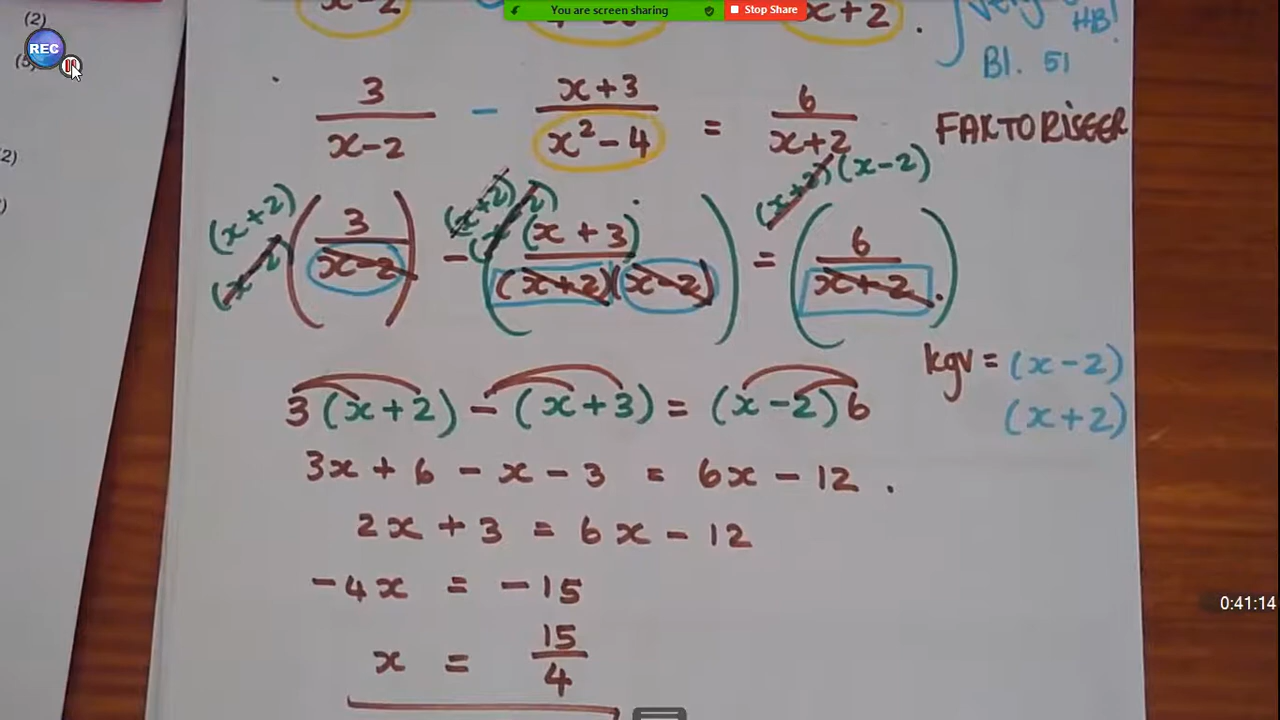 (2)
You are screen sharing
Stop Share
REC
x+2
HB!
Bl. 51
3/(x-2) - (x+3)/(x²-4) = 6/(x+2)
FAKTORISEER
(x+2)(x-2)(3/(x-2)) - (x+2)(x-2)((x+3)/((x+2)(x-2))) = (x+2)(x-2)(6/(x+2))
kgv = (x-2)
(x+2)
3(x+2) - (x+3) = (x-2)6
3x + 6 - x - 3 = 6x - 12.
2x + 3 = 6x - 12
-4x = -15
x = 15/4
0:41:14